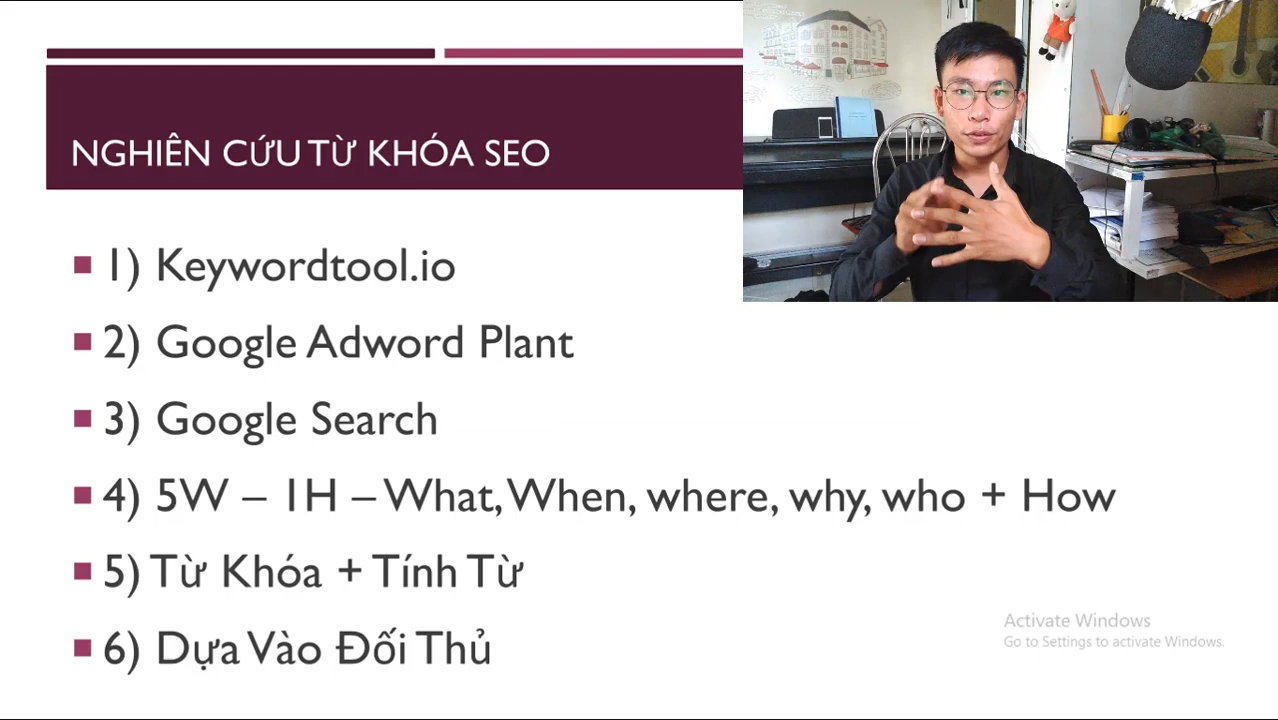 NGHIÊN CỨU TỪ KHÓA SEO
1) Keywordtool.io
2) Google Adword Plant
3) Google Search
4) 5W – 1H – What, When, where, why, who + How
5) Từ Khóa + Tính Từ
6) Dựa Vào Đối Thủ
Activate Windows
Go to Settings to activate Windows.